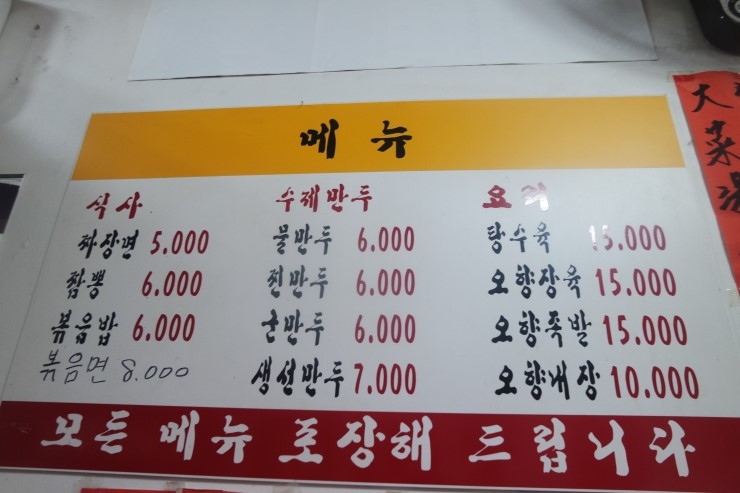 메뉴
식사
짜장면 5.000
짬뽕 6.000
볶음밥 6.000
볶음면 8.000
수제만두
물만두 6.000
찐만두 6.000
군만두 6.000
생선만두 7.000
요리
탕수육 15.000
오향장육 15.000
오향족발 15.000
오향내장 10.000
모든 메뉴 포장해 드립니다
大菜湯